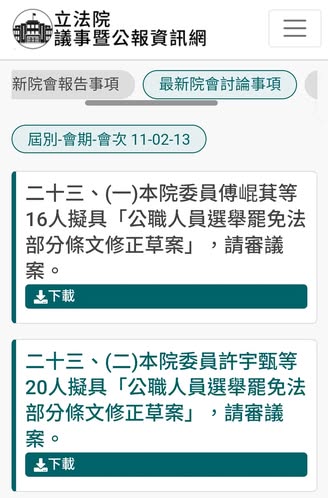 立法院
議事暨公報資訊網
新院會報告事項
最新院會討論事項
屆別-會期-會次 11-02-13
二十三、(一)本院委員傅崐萁等
16人擬具「公職人員選舉罷免法
部分條文修正草案」，請審議
案。
下載
二十三、(二)本院委員許宇甄等
20人擬具「公職人員選舉罷免法
部分條文修正草案」，請審議
案。
下載